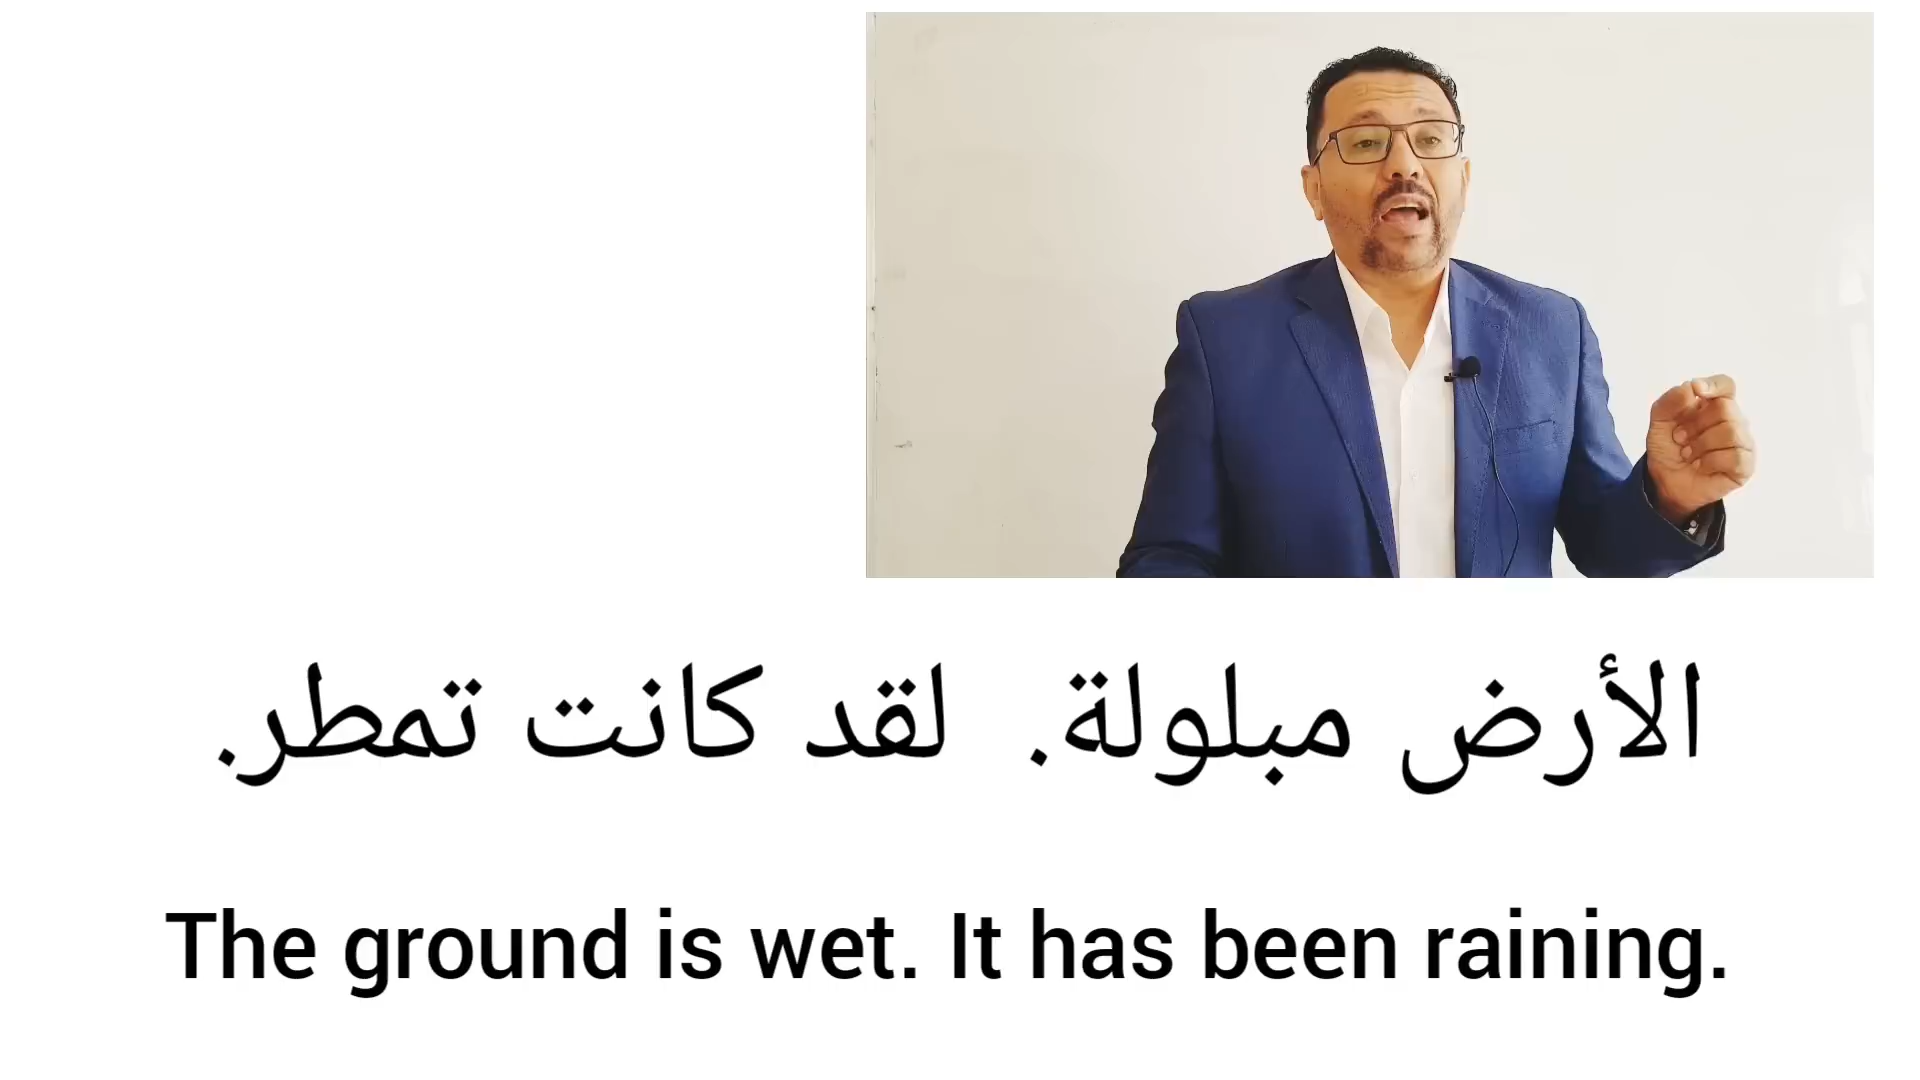 الأرض مبلولة. لقد كانت تمطر.
The ground is wet. It has been raining.